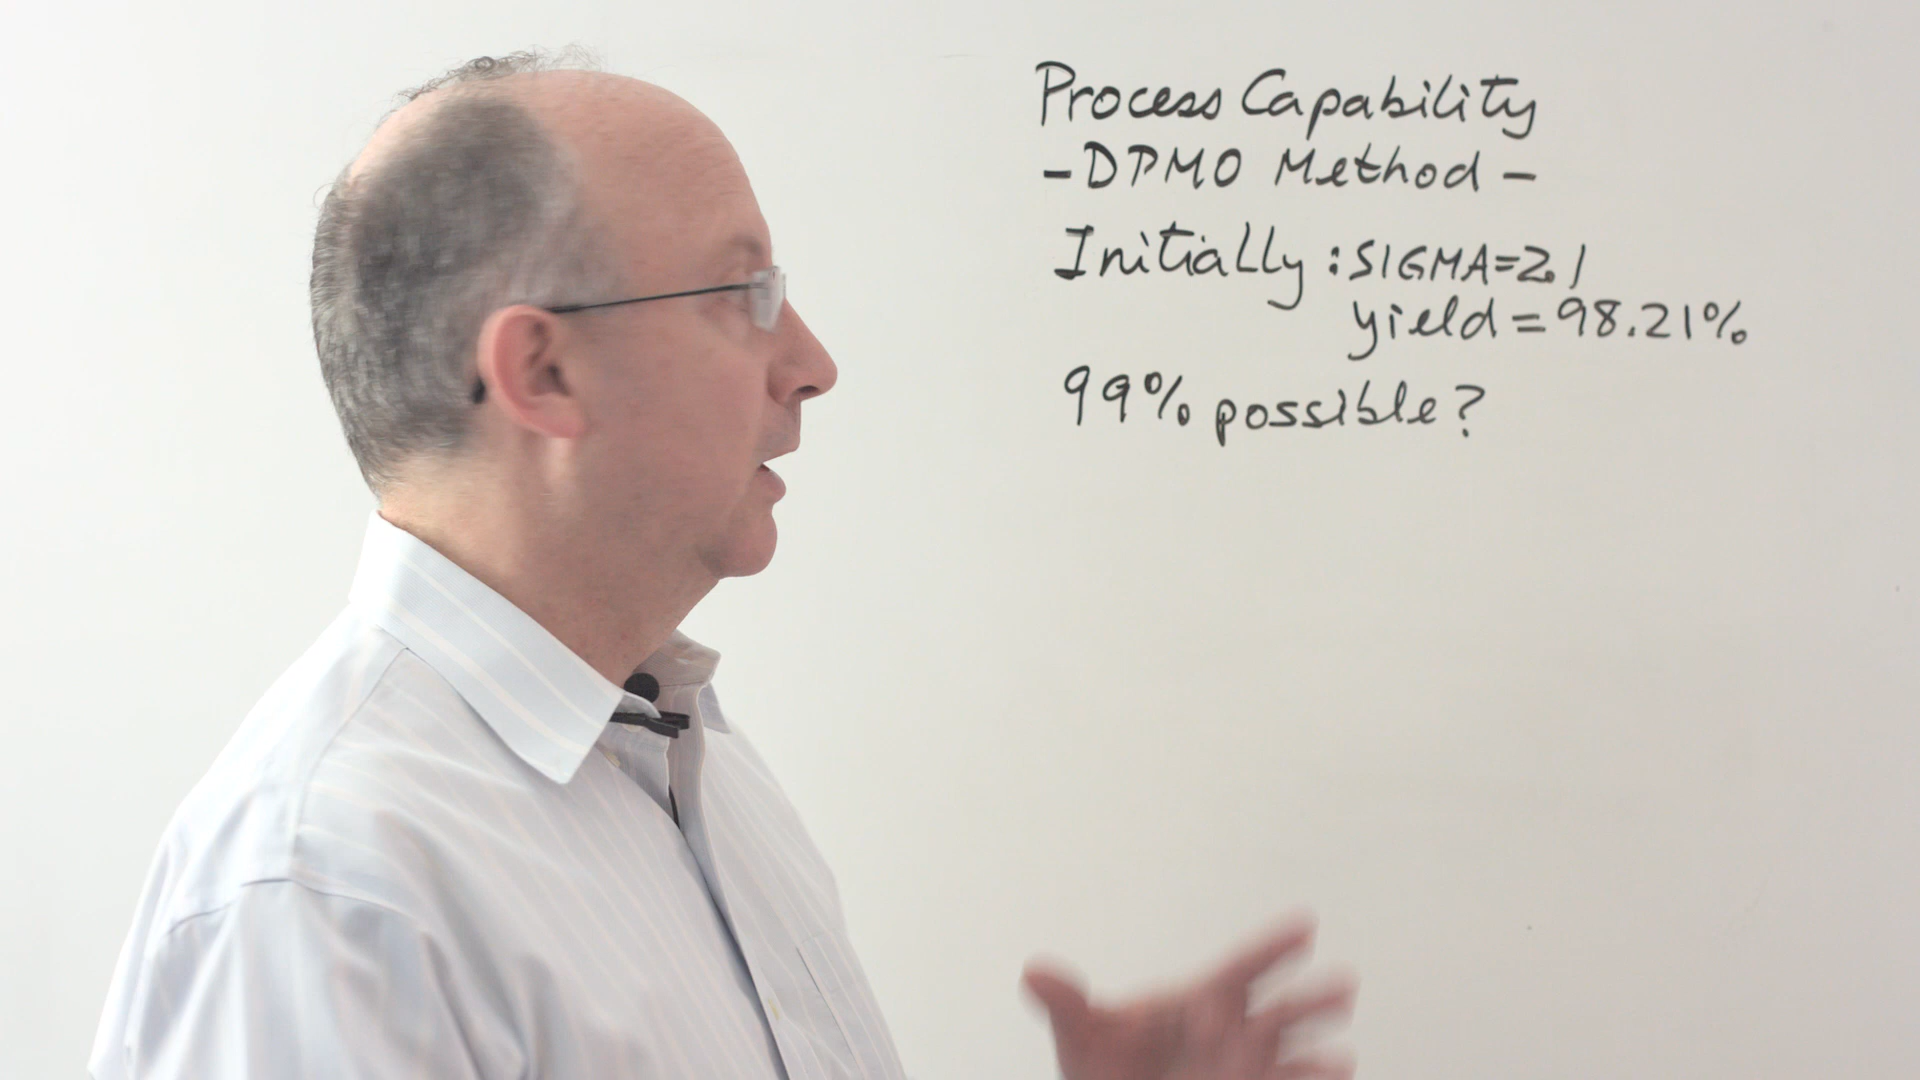 Process Capability
- DPMO Method -
Initially : SIGMA=2.1
yield = 98.21%
99% possible?